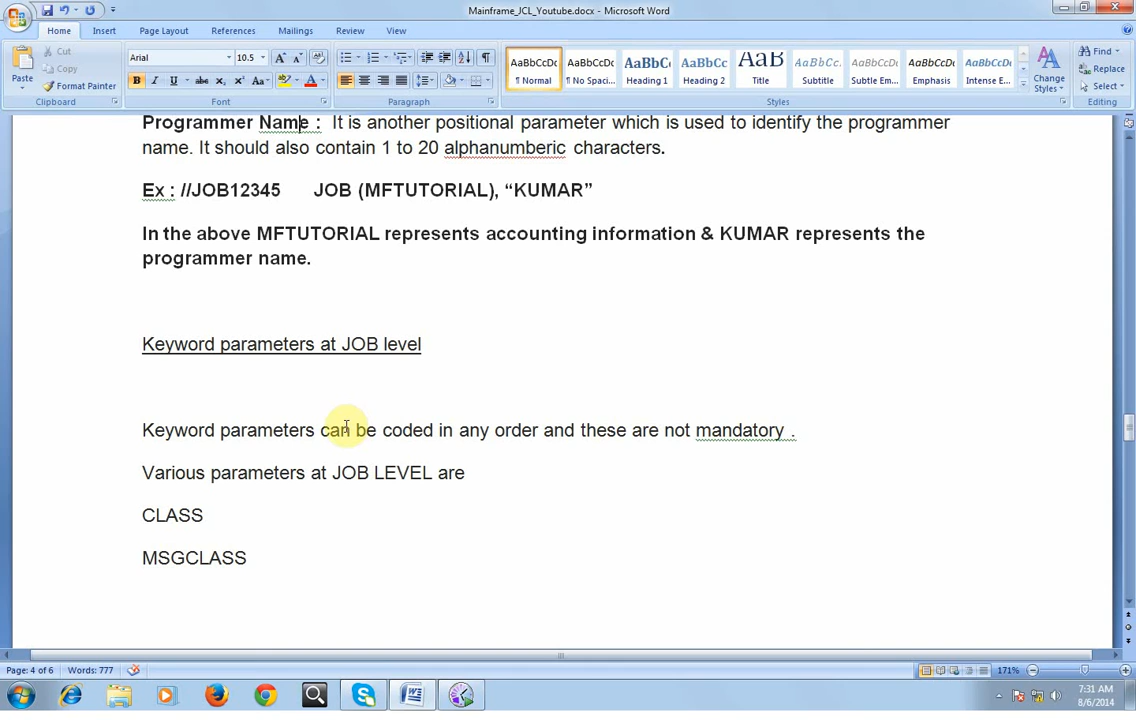 Mainframe_JCL_Youtube.docx - Microsoft Word
Home Insert Page Layout References Mailings Review View
Paste Cut Copy Format Painter
Arial 10.5
AaBbCcDc AaBbCcDc AaBbCc AaBbCc AaB AaBbCcDc AaBbCcDc AaBbCcDc AaBbCcDc
¶ Normal ¶ No Spaci... Heading 1 Heading 2 Title Subtitle Subtle Em... Emphasis Intense E...
Change Styles
Find Replace Select
Clipboard Font Paragraph Styles Editing
Programmer Name : It is another positional parameter which is used to identify the programmer
name. It should also contain 1 to 20 alphanumberic characters.
Ex : //JOB12345 JOB (MFTUTORIAL), “KUMAR”
In the above MFTUTORIAL represents accounting information & KUMAR represents the
programmer name.
Keyword parameters at JOB level
Keyword parameters can be coded in any order and these are not mandatory .
Various parameters at JOB LEVEL are
CLASS
MSGCLASS
Page: 4 of 6 Words: 777 171%
7:31 AM
8/6/2014